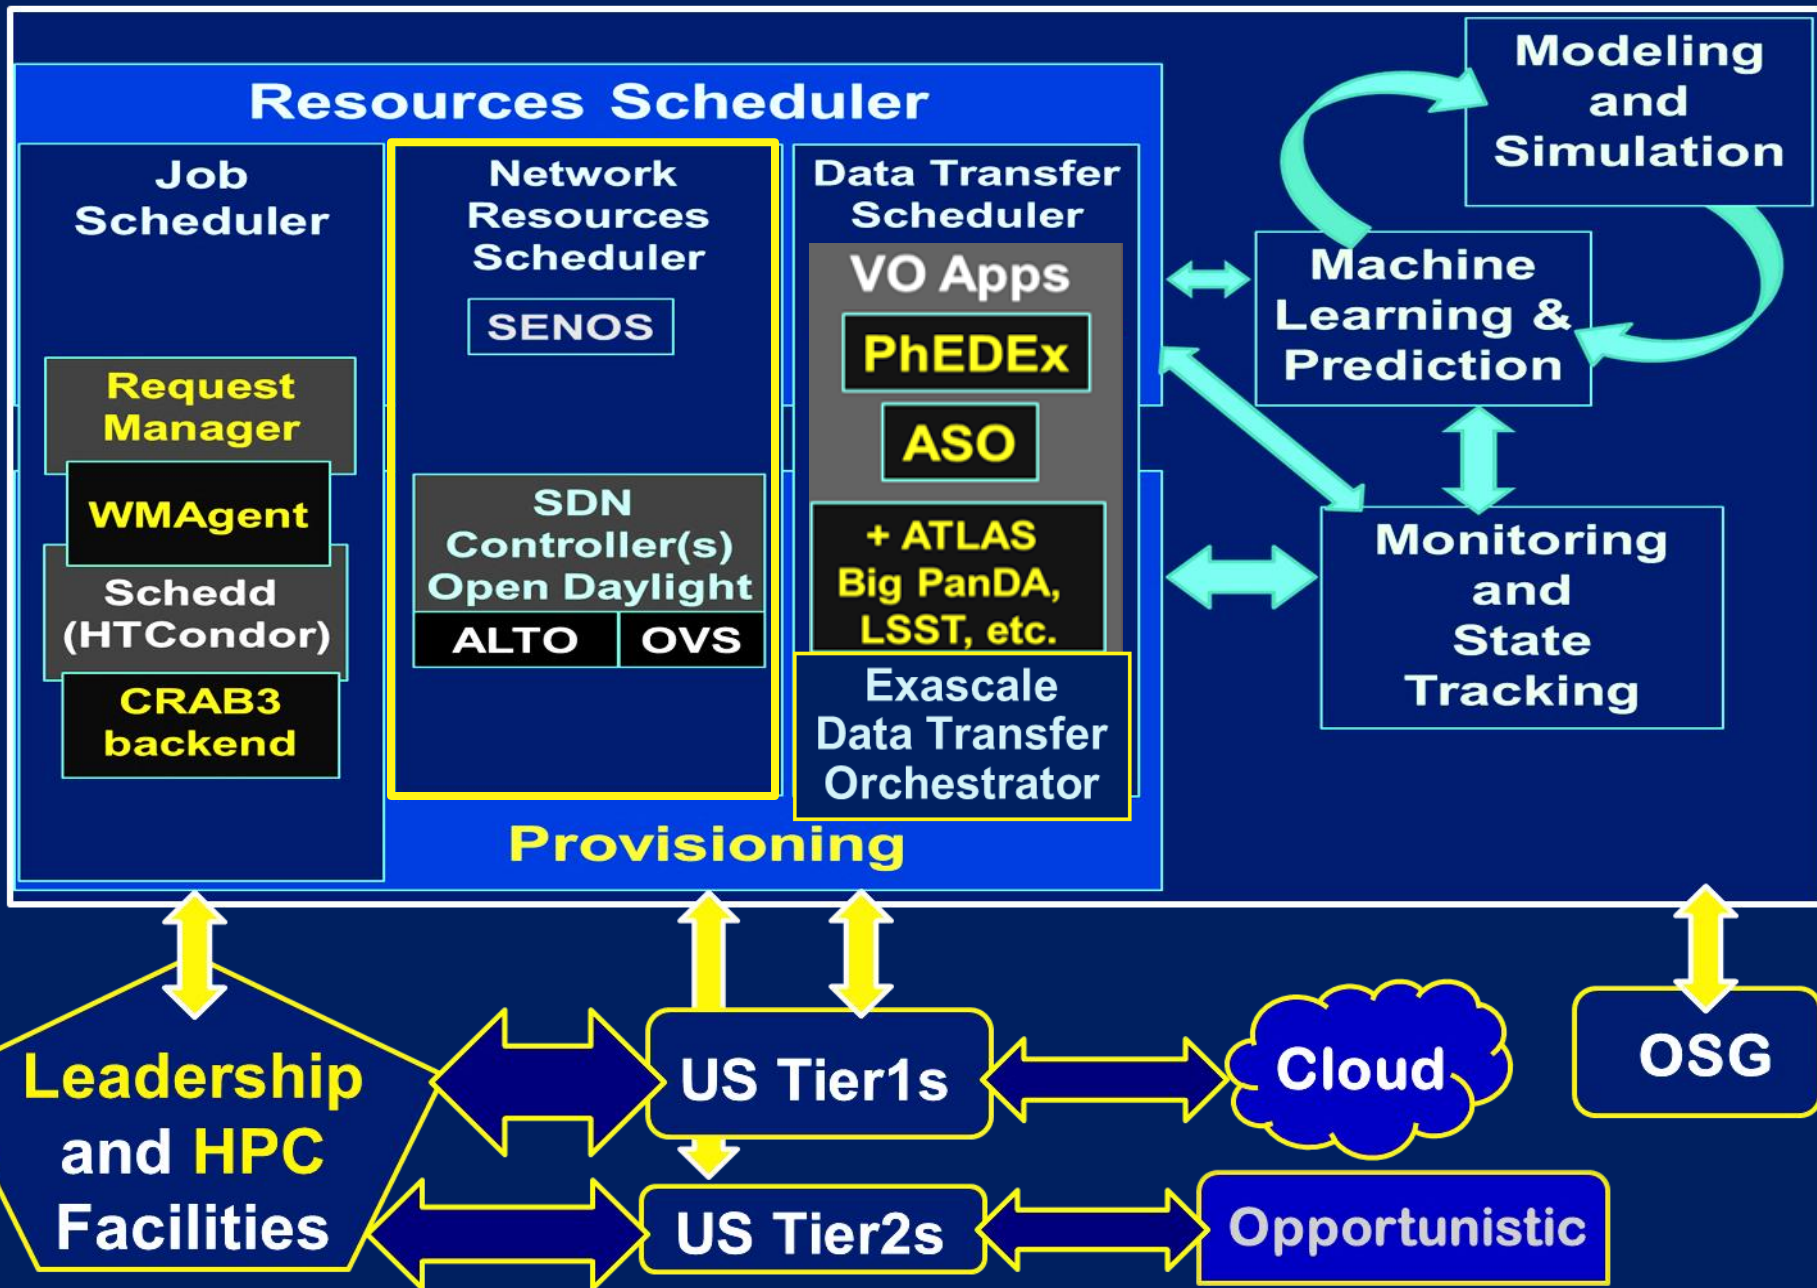 Resources Scheduler
Job
Scheduler
Request
Manager
WMAgent
Schedd
(HTCondor)
CRAB3
backend
Network
Resources
Scheduler
SENOS
SDN
Controller(s)
Open Daylight
ALTO
OVS
Data Transfer
Scheduler
VO Apps
PhEDEx
ASO
+ ATLAS
Big PanDA,
LSST, etc.
Exascale
Data Transfer
Orchestrator
Provisioning
Modeling
and
Simulation
Machine
Learning &
Prediction
Monitoring
and
State
Tracking
Leadership
and HPC
Facilities
US Tier1s
US Tier2s
Cloud
Opportunistic
OSG